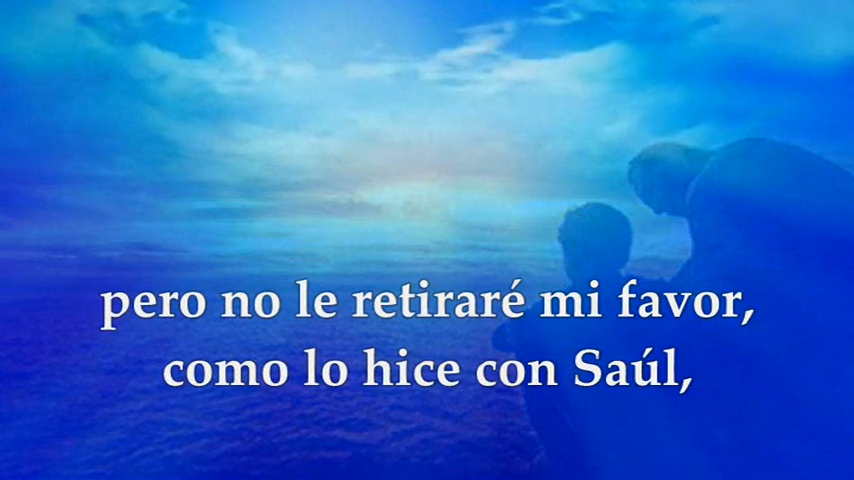 pero no le retiraré mi favor,
como lo hice con Saúl,